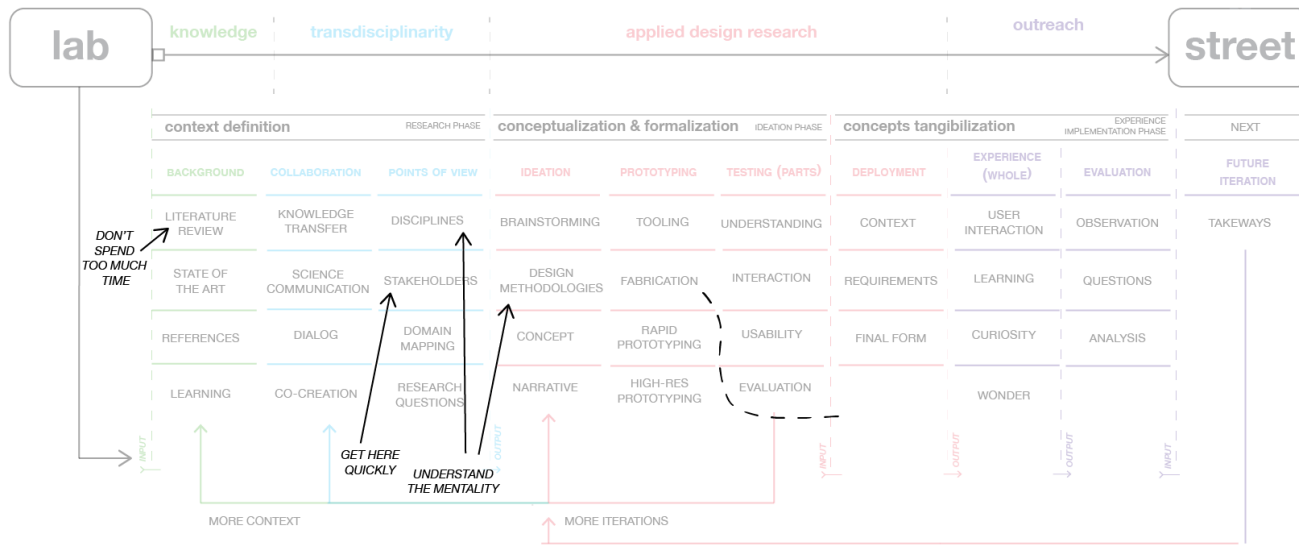 lab
knowledge
transdisciplinarity
applied design research
outreach
street
context definition
RESEARCH PHASE
conceptualization & formalization
IDEATION PHASE
concepts tangibilization
EXPERIENCE
IMPLEMENTATION PHASE
NEXT
BACKGROUND
COLLABORATION
POINTS OF VIEW
IDEATION
PROTOTYPING
TESTING (PARTS)
DEPLOYMENT
EXPERIENCE
(WHOLE)
EVALUATION
FUTURE
ITERATION
LITERATURE
REVIEW
KNOWLEDGE
TRANSFER
DISCIPLINES
BRAINSTORMING
TOOLING
UNDERSTANDING
CONTEXT
USER
INTERACTION
OBSERVATION
TAKEWAYS
DON'T
SPEND
TOO MUCH
TIME
STATE OF
THE ART
SCIENCE
COMMUNICATION
STAKEHOLDERS
DESIGN
METHODOLOGIES
FABRICATION
INTERACTION
REQUIREMENTS
LEARNING
QUESTIONS
REFERENCES
DIALOG
DOMAIN
MAPPING
CONCEPT
RAPID
PROTOTYPING
USABILITY
FINAL FORM
CURIOSITY
ANALYSIS
LEARNING
CO-CREATION
RESEARCH
QUESTIONS
NARRATIVE
HIGH-RES
PROTOTYPING
EVALUATION
WONDER
INPUT
GET HERE
QUICKLY
OUTPUT
UNDERSTAND
THE MENTALITY
INPUT
OUTPUT
OUTPUT
INPUT
MORE CONTEXT
MORE ITERATIONS